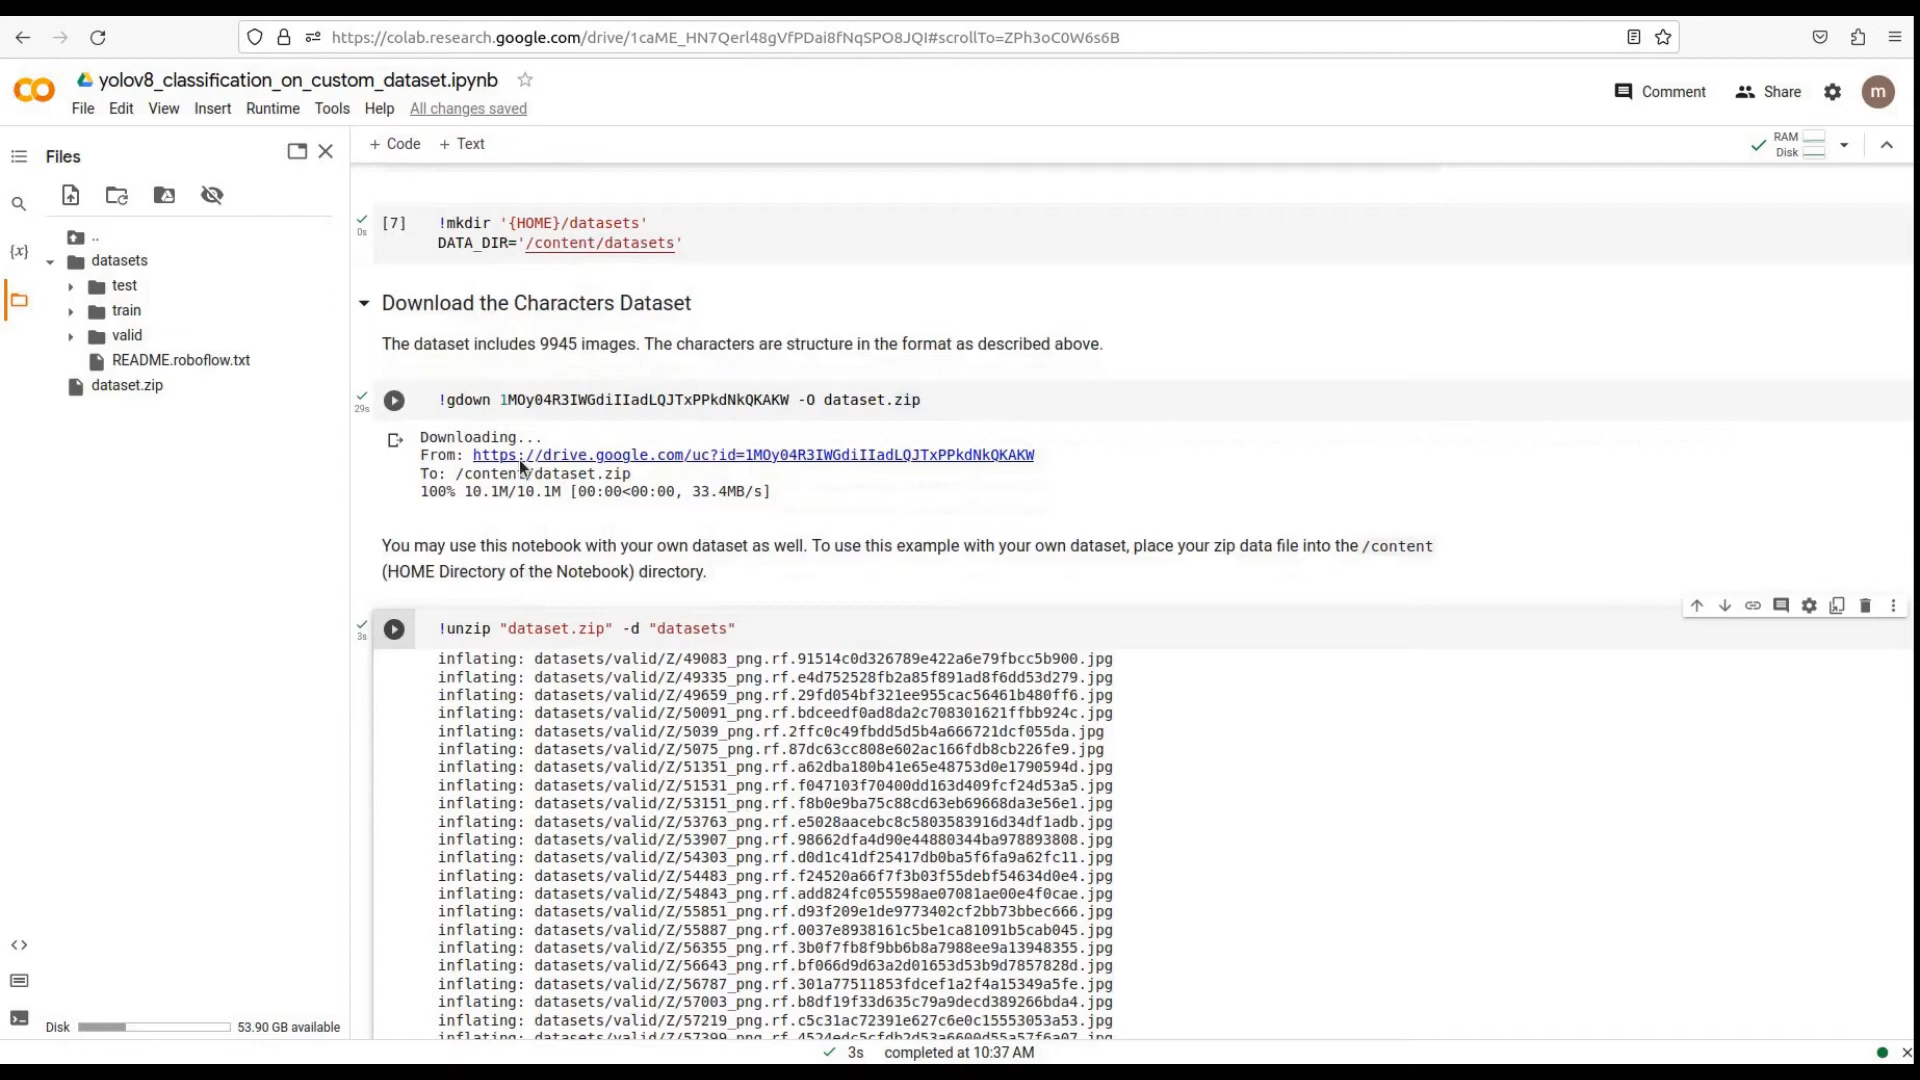 https://colab.research.google.com/drive/1caME_HN7Qerl48gVfPDai8fNqSPO8JQI#scrollTo=ZPh3oC0W6s6B
yolov8_classification_on_custom_dataset.ipynb
File Edit View Insert Runtime Tools Help All changes saved
Comment Share m
Files
+ Code + Text
RAM
Disk
..
datasets
test
train
valid
README.roboflow.txt
dataset.zip
{x}
[7] !mkdir '{HOME}/datasets'
0s
DATA_DIR='/content/datasets'
Download the Characters Dataset
The dataset includes 9945 images. The characters are structure in the format as described above.
!gdown 1MOy04R3IWGdiIIadLQJTxPPkdNkQKAKW -O dataset.zip
29s
Downloading...
From: https://drive.google.com/uc?id=1MOy04R3IWGdiIIadLQJTxPPkdNkQKAKW
To: /content/dataset.zip
100% 10.1M/10.1M [00:00<00:00, 33.4MB/s]
You may use this notebook with your own dataset as well. To use this example with your own dataset, place your zip data file into the /content
(HOME Directory of the Notebook) directory.
!unzip "dataset.zip" -d "datasets"
3s
inflating: datasets/valid/Z/49083_png.rf.91514c0d326789e422a6e79fbcc5b900.jpg
inflating: datasets/valid/Z/49335_png.rf.e4d752528fb2a85f891ad8f6dd53d279.jpg
inflating: datasets/valid/Z/49659_png.rf.29fd054bf321ee955cac56461b480ff6.jpg
inflating: datasets/valid/Z/50091_png.rf.bdceedf0ad8da2c708301621ffbb924c.jpg
inflating: datasets/valid/Z/5039_png.rf.2ffc0c49fbdd5d5b4a666721dcf055da.jpg
inflating: datasets/valid/Z/5075_png.rf.87dc63cc808e602ac166fdb8cb226fe9.jpg
inflating: datasets/valid/Z/51351_png.rf.a62dba180b41e65e48753d0e1790594d.jpg
inflating: datasets/valid/Z/51531_png.rf.f047103f70400dd163d409fcf24d53a5.jpg
inflating: datasets/valid/Z/53151_png.rf.f8b0e9ba75c88cd63eb69668da3e56e1.jpg
inflating: datasets/valid/Z/53763_png.rf.e5028aacebc8c5803583916d34df1adb.jpg
inflating: datasets/valid/Z/53907_png.rf.98662dfa4d90e44880344ba978893808.jpg
inflating: datasets/valid/Z/54303_png.rf.d0d1c41df25417db0ba5f6fa9a62fc11.jpg
inflating: datasets/valid/Z/54483_png.rf.f24520a66f7f3b03f55debf54634d0e4.jpg
inflating: datasets/valid/Z/54843_png.rf.add824fc055598ae07081ae00e4f0cae.jpg
inflating: datasets/valid/Z/55851_png.rf.d93f209e1de9773402cf2bb73bbec666.jpg
inflating: datasets/valid/Z/55887_png.rf.0037e8938161c5be1ca81091b5cab045.jpg
inflating: datasets/valid/Z/56355_png.rf.3b0f7fb8f9bb6b8a7988ee9a13948355.jpg
inflating: datasets/valid/Z/56643_png.rf.bf066d9d63a2d01653d53b9d7857828d.jpg
inflating: datasets/valid/Z/56787_png.rf.301a77511853fdcef1a2f4a15349a5fe.jpg
inflating: datasets/valid/Z/57003_png.rf.b8df19f33d635c79a9decd389266bda4.jpg
inflating: datasets/valid/Z/57219_png.rf.c5c31ac72391e627c6e0c15553053a53.jpg
Disk 53.90 GB available
3s completed at 10:37 AM